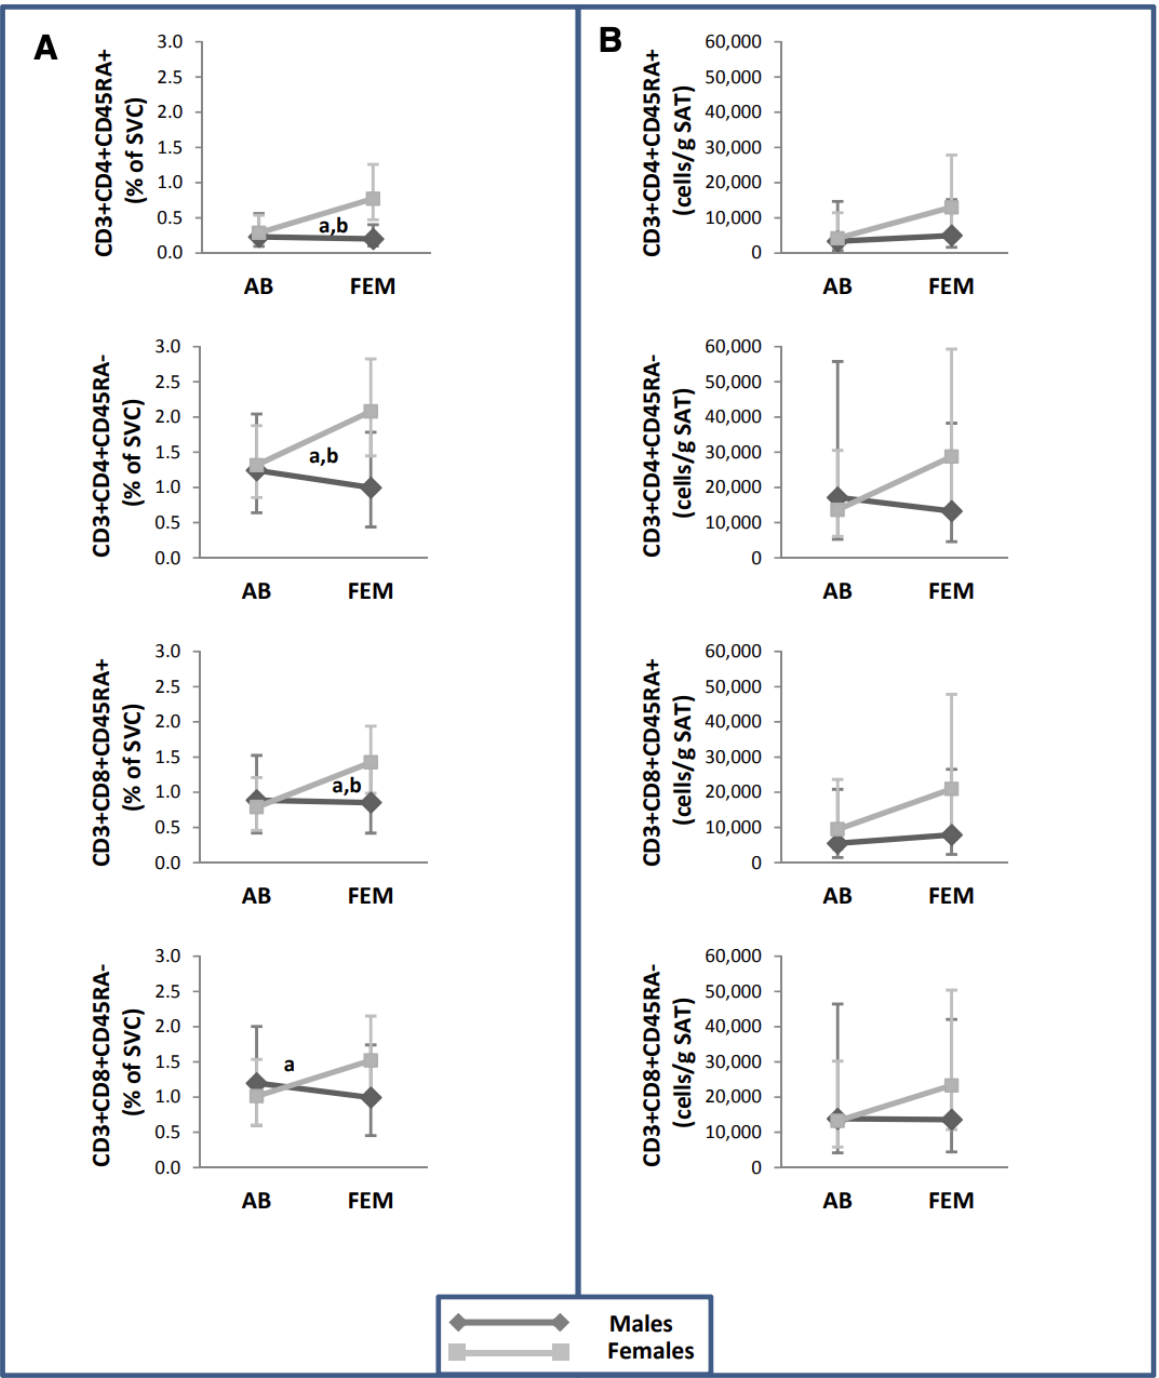 A
CD3+CD4+CD45RA+
(% of SVC)
3.0
2.5
2.0
1.5
1.0
0.5
0.0
a,b
AB FEM
CD3+CD4+CD45RA-
(% of SVC)
3.0
2.5
2.0
1.5
1.0
0.5
0.0
a,b
AB FEM
CD3+CD8+CD45RA+
(% of SVC)
3.0
2.5
2.0
1.5
1.0
0.5
0.0
a,b
AB FEM
CD3+CD8+CD45RA-
(% of SVC)
3.0
2.5
2.0
1.5
1.0
0.5
0.0
a
AB FEM
B
CD3+CD4+CD45RA+
(cells/g SAT)
60,000
50,000
40,000
30,000
20,000
10,000
0
AB FEM
CD3+CD4+CD45RA-
(cells/g SAT)
60,000
50,000
40,000
30,000
20,000
10,000
0
AB FEM
CD3+CD8+CD45RA+
(cells/g SAT)
60,000
50,000
40,000
30,000
20,000
10,000
0
AB FEM
CD3+CD8+CD45RA-
(cells/g SAT)
60,000
50,000
40,000
30,000
20,000
10,000
0
AB FEM
Males
Females